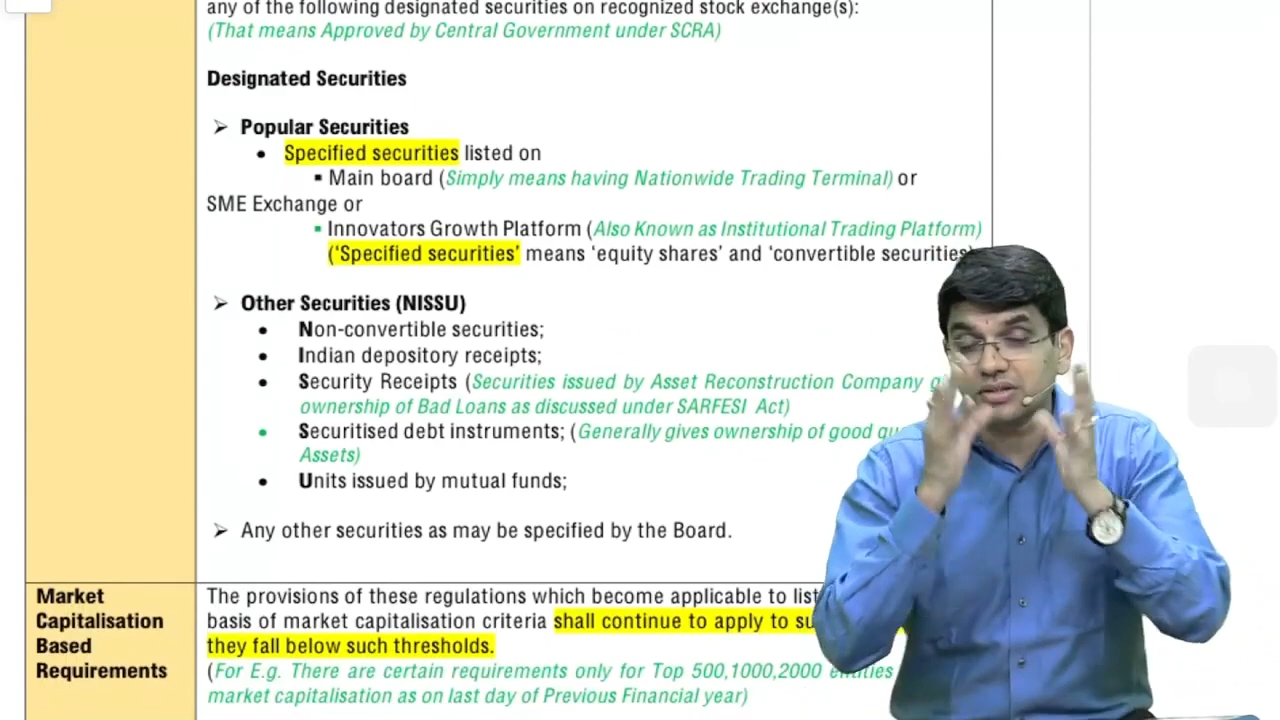 any of the following designated securities on recognized stock exchange(s):
(That means Approved by Central Government under SCRA)
Designated Securities
➢ Popular Securities
• Specified securities listed on
▪ Main board (Simply means having Nationwide Trading Terminal) or
SME Exchange or
▪ Innovators Growth Platform (Also Known as Institutional Trading Platform)
('Specified securities' means 'equity shares' and 'convertible securities)
➢ Other Securities (NISSU)
• Non-convertible securities;
• Indian depository receipts;
• Security Receipts (Securities issued by Asset Reconstruction Company
ownership of Bad Loans as discussed under SARFESI Act)
• Securitised debt instruments; (Generally gives ownership of good
Assets)
• Units issued by mutual funds;
➢ Any other securities as may be specified by the Board.
Market
Capitalisation
Based
Requirements
The provisions of these regulations which become applicable to
basis of market capitalisation criteria shall continue to apply to
they fall below such thresholds.
(For E.g. There are certain requirements only for Top 500,1000,2000 entities
market capitalisation as on last day of Previous Financial year)